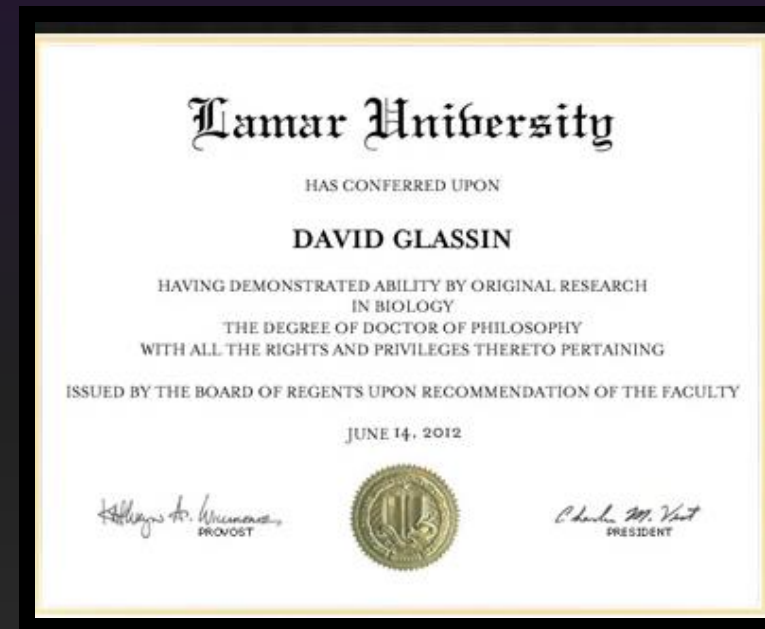 Lamar University
HAS CONFERRED UPON
DAVID GLASSIN
HAVING DEMONSTRATED ABILITY BY ORIGINAL RESEARCH
IN BIOLOGY
THE DEGREE OF DOCTOR OF PHILOSOPHY
WITH ALL THE RIGHTS AND PRIVILEGES THERETO PERTAINING
ISSUED BY THE BOARD OF REGENTS UPON RECOMMENDATION OF THE FACULTY
JUNE 14, 2012
Charles M. Vest
PROVOST
PRESIDENT